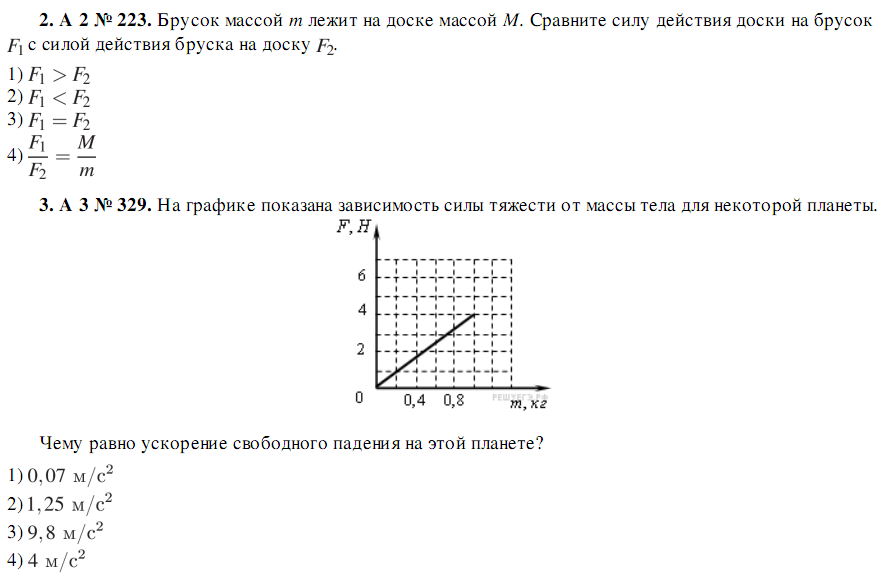 2. А 2 № 223. Брусок массой m лежит на доске массой M. Сравните силу действия доски на брусок
F₁ с силой действия бруска на доску F₂.
1) F₁ > F₂
2) F₁ < F₂
3) F₁ = F₂
4) F₁/F₂ = M/m
3. А 3 № 329. На графике показана зависимость силы тяжести от массы тела для некоторой планеты.
F, Н
6
4
2
0 0,4 0,8 m, кг
Чему равно ускорение свободного падения на этой планете?
1) 0,07 м/с²
2) 1,25 м/с²
3) 9,8 м/с²
4) 4 м/с²